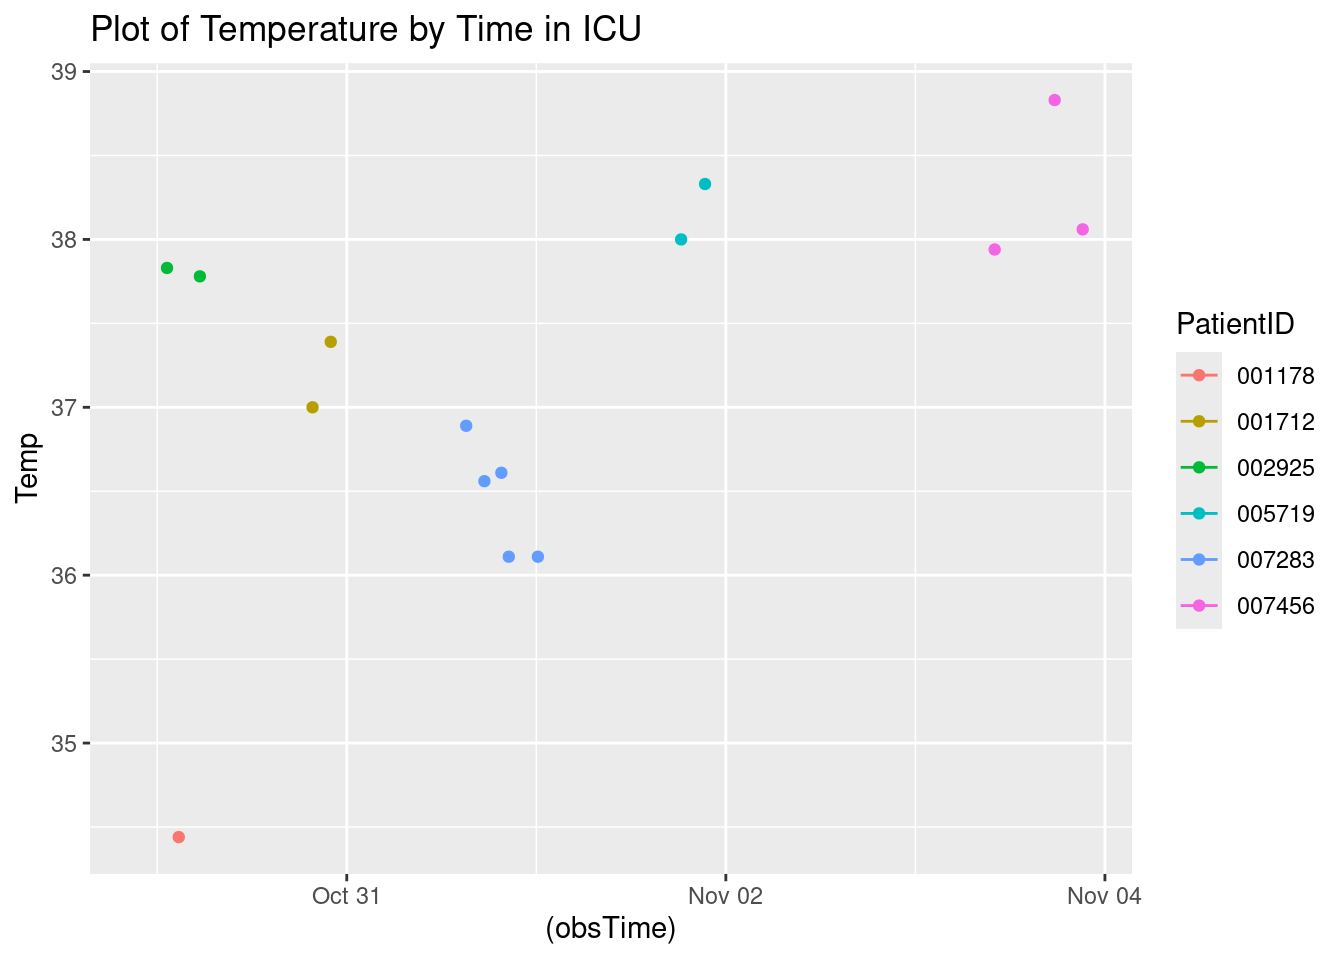 Plot of Temperature by Time in ICU
39
38
37
36
35
Temp
Oct 31
Nov 02
Nov 04
(obsTime)
PatientID
001178
001712
002925
005719
007283
007456